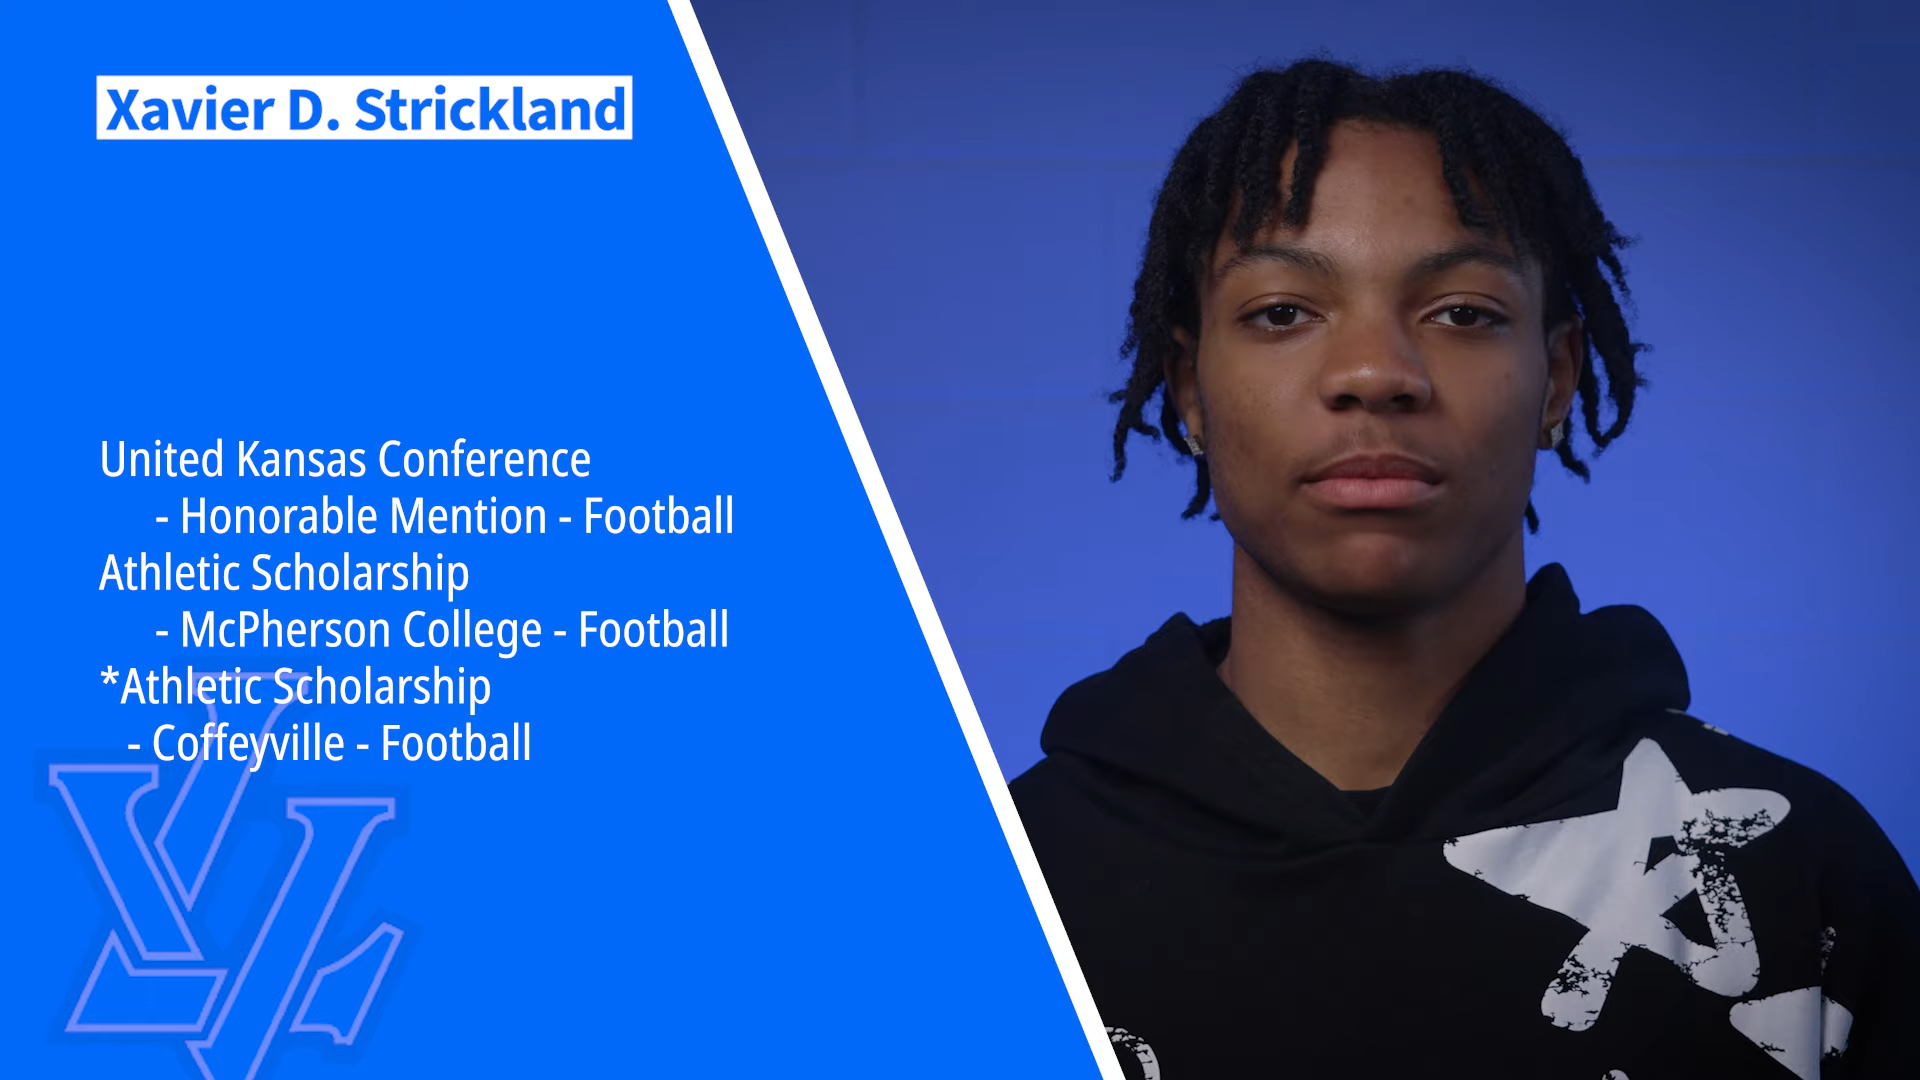 Xavier D. Strickland
United Kansas Conference
- Honorable Mention - Football
Athletic Scholarship
- McPherson College - Football
*Athletic Scholarship
- Coffeyville - Football